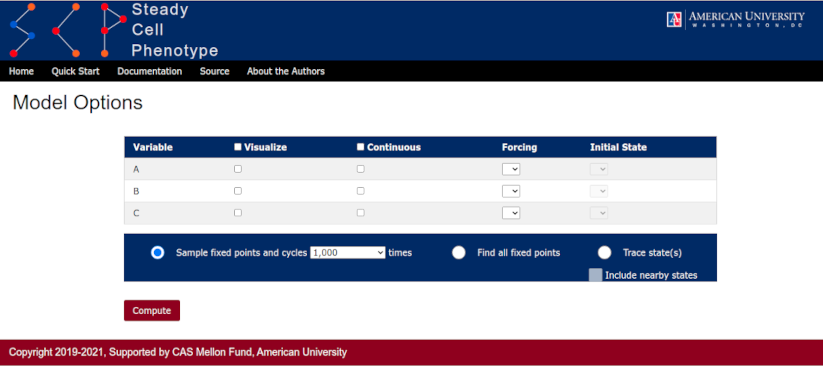 Steady
Cell
Phenotype
AMERICAN UNIVERSITY
WASHINGTON, DC
Home Quick Start Documentation Source About the Authors
Model Options
Variable Visualize Continuous Forcing Initial State
A
B
C
Sample fixed points and cycles 1,000 times Find all fixed points Trace state(s)
Include nearby states
Compute
Copyright 2019-2021, Supported by CAS Mellon Fund, American University